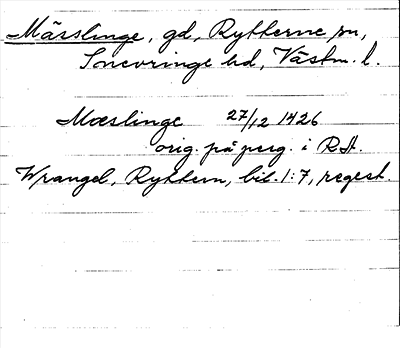 Mässlinge, gd, Rytterne sn,
Snevringe hd, Västm. l.
Mæslinge 27/12 1426
orig. på perg. i RA.
Wrangel, Ryttern, bil. 1:7, regest.